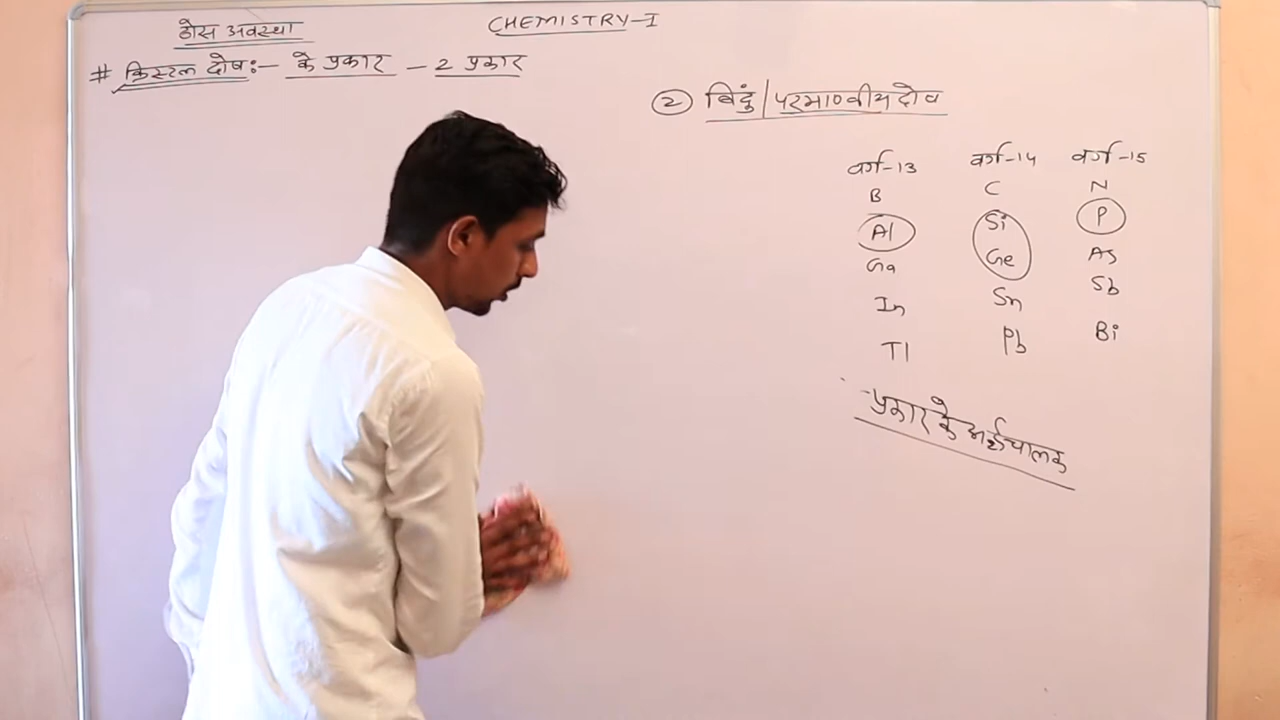 ठोस अवस्था
CHEMISTRY-I
# क्रिस्टल दोष:- के प्रकार - 2 प्रकार
② बिंदु/परमाण्वीय दोष
वर्ग-13 वर्ग-14 वर्ग-15
B C N
Al Si P
Ga Ge As
In Sn Sb
Tl Pb Bi
प्रकार के अर्द्धचालक